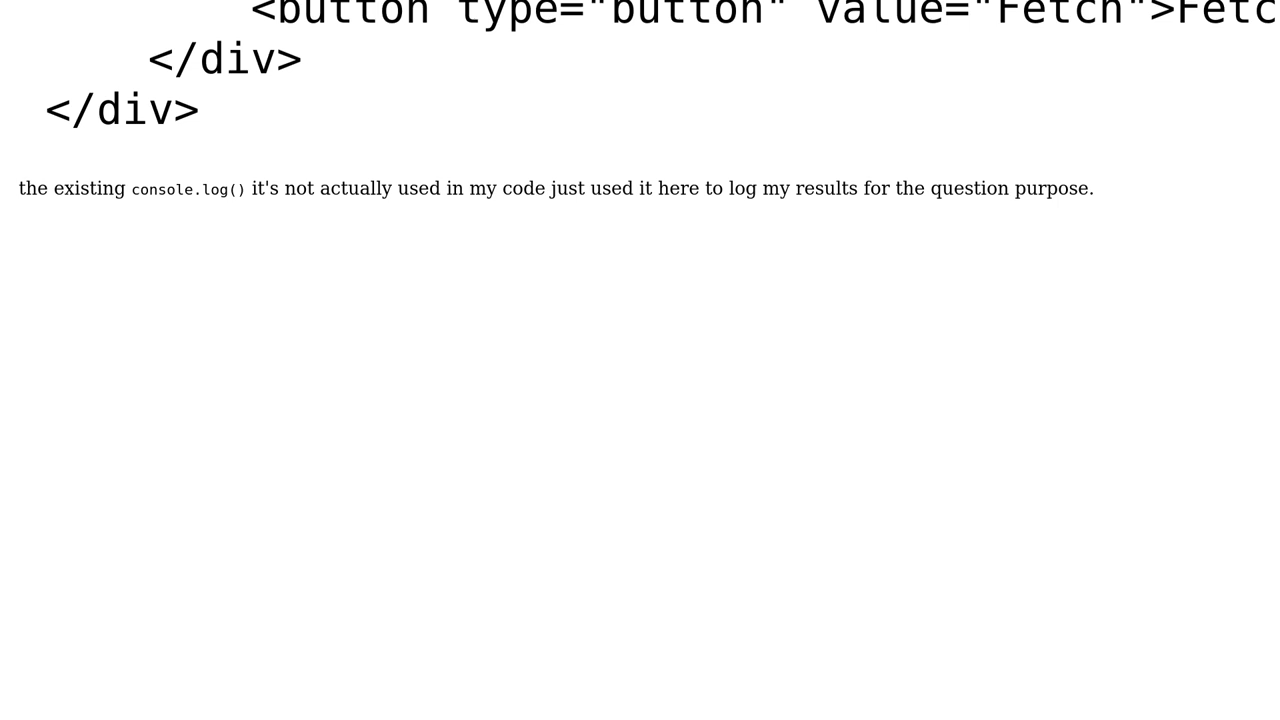 <button type="button" value="Fetch">Fetc
</div>
</div>
the existing console.log() it's not actually used in my code just used it here to log my results for the question purpose.